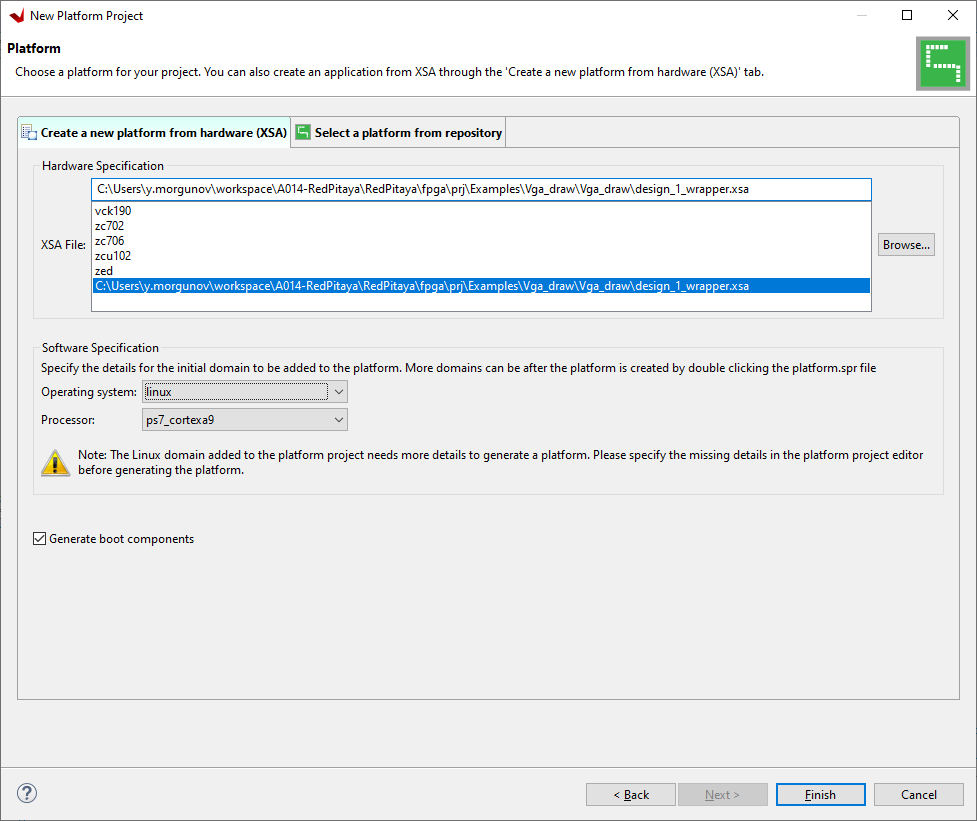 New Platform Project
Platform
Choose a platform for your project. You can also create an application from XSA through the 'Create a new platform from hardware (XSA)' tab.
Create a new platform from hardware (XSA)
Select a platform from repository
Hardware Specification
C:\Users\y.morgunov\workspace\A014-RedPitaya\RedPitaya\fpga\prj\Examples\Vga_draw\Vga_draw\design_1_wrapper.xsa
vck190
zc702
zc706
XSA File:
Browse...
zcu102
zed
C:\Users\y.morgunov\workspace\A014-RedPitaya\RedPitaya\fpga\prj\Examples\Vga_draw\Vga_draw\design_1_wrapper.xsa
Software Specification
Specify the details for the initial domain to be added to the platform. More domains can be after the platform is created by double clicking the platform.spr file
Operating system: linux
Processor: ps7_cortexa9
Note: The Linux domain added to the platform project needs more details to generate a platform. Please specify the missing details in the platform project editor
before generating the platform.
Generate boot components
?
< Back
Next >
Finish
Cancel